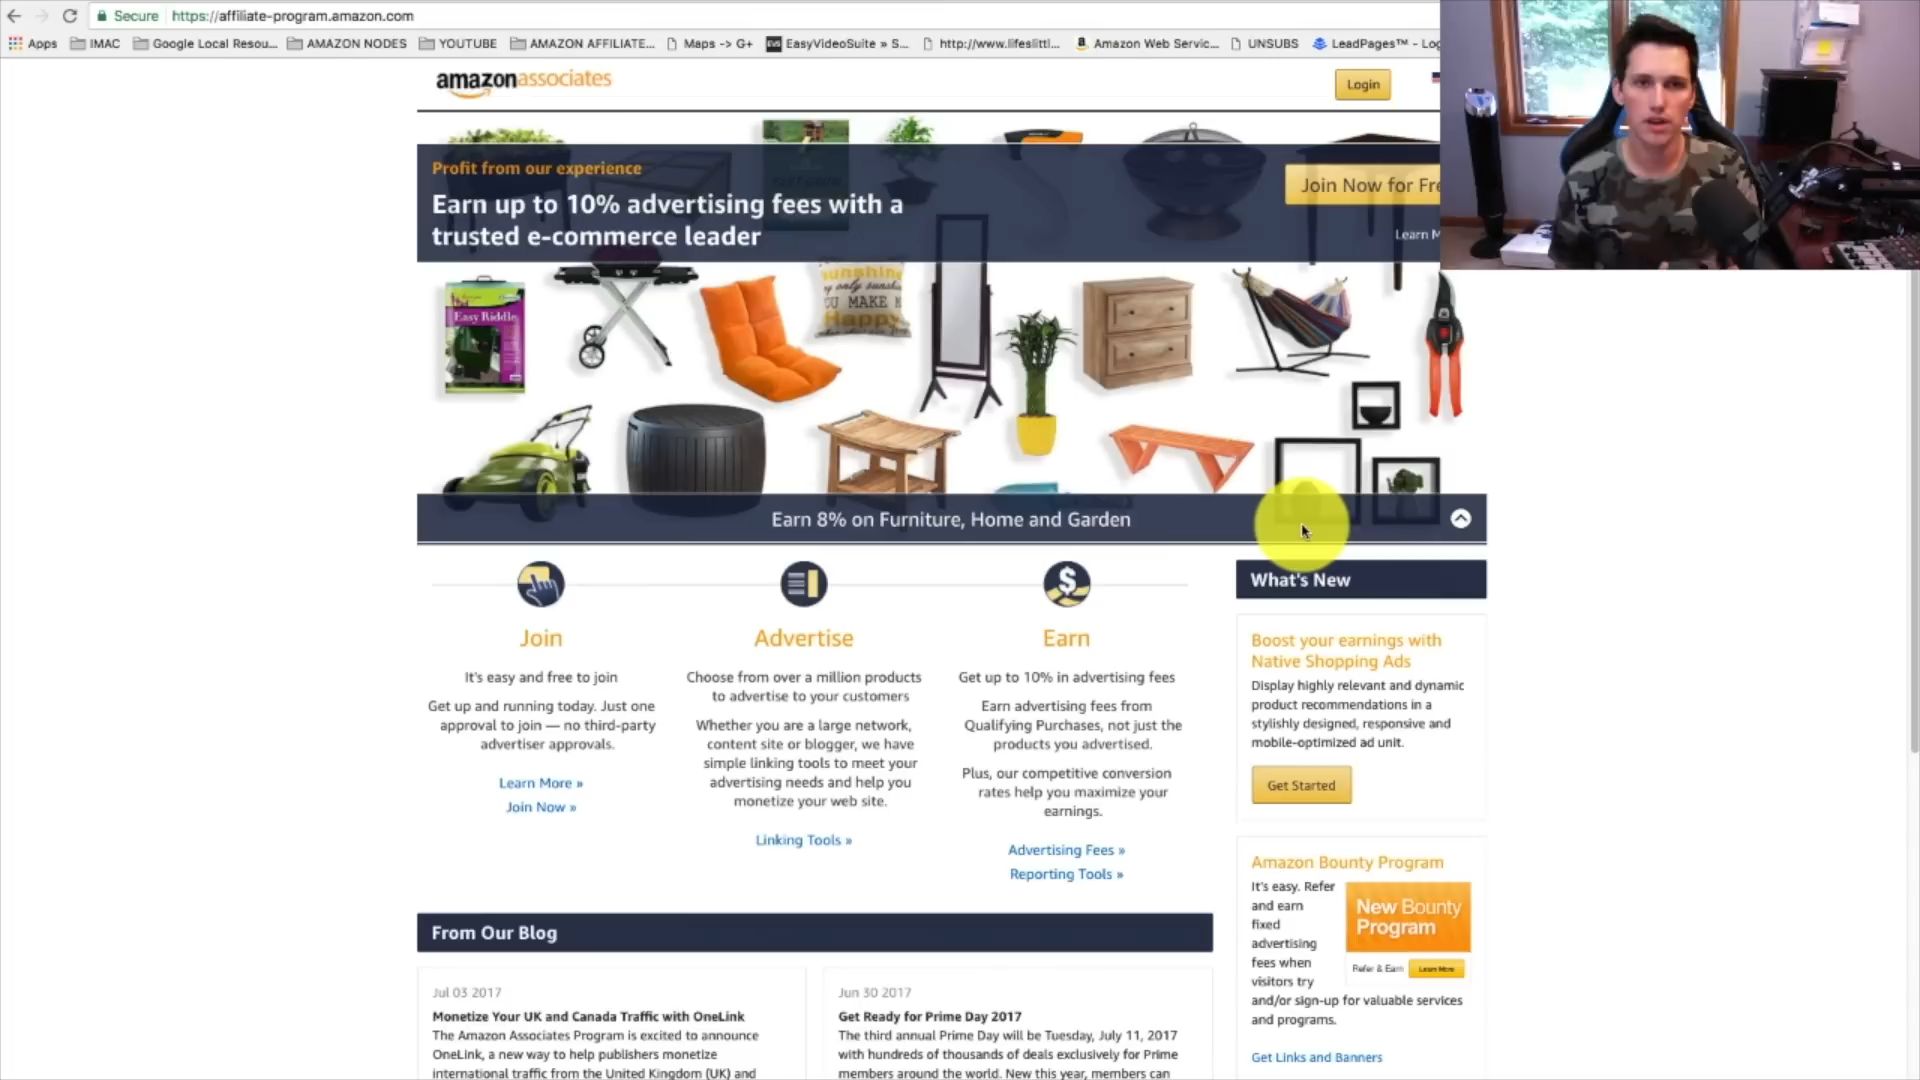 Secure https://affiliate-program.amazon.com
Apps IMAC Google Local Resou... AMAZON NODES YOUTUBE AMAZON AFFILIATE... Maps -> G+ EasyVideoSuite » S... http://www.lifeslittl... Amazon Web Servic... UNSUBS LeadPages™ - Log
amazonassociates
Login
Profit from our experience
Earn up to 10% advertising fees with a
trusted e-commerce leader
Join Now for Fre
Learn M
Easy Riddle
sunshine
my only sunshi
YOU MAKE M
Happy
Earn 8% on Furniture, Home and Garden
Join
It's easy and free to join
Get up and running today. Just one
approval to join — no third-party
advertiser approvals.
Learn More »
Join Now »
Advertise
Choose from over a million products
to advertise to your customers
Whether you are a large network,
content site or blogger, we have
simple linking tools to meet your
advertising needs and help you
monetize your web site.
Linking Tools »
Earn
Get up to 10% in advertising fees
Earn advertising fees from
Qualifying Purchases, not just the
products you advertised.
Plus, our competitive conversion
rates help you maximize your
earnings.
Advertising Fees »
Reporting Tools »
What's New
Boost your earnings with
Native Shopping Ads
Display highly relevant and dynamic
product recommendations in a
stylishly designed, responsive and
mobile-optimized ad unit.
Get Started
Amazon Bounty Program
It's easy. Refer
and earn
fixed
advertising
fees when
visitors try
and/or sign-up for valuable services
and programs.
New Bounty
Program
Refer & Earn Learn More
Get Links and Banners
From Our Blog
Jul 03 2017
Monetize Your UK and Canada Traffic with OneLink
The Amazon Associates Program is excited to announce
OneLink, a new way to help publishers monetize
international traffic from the United Kingdom (UK) and
Jun 30 2017
Get Ready for Prime Day 2017
The third annual Prime Day will be Tuesday, July 11, 2017
with hundreds of thousands of deals exclusively for Prime
members around the world. New this year, members can